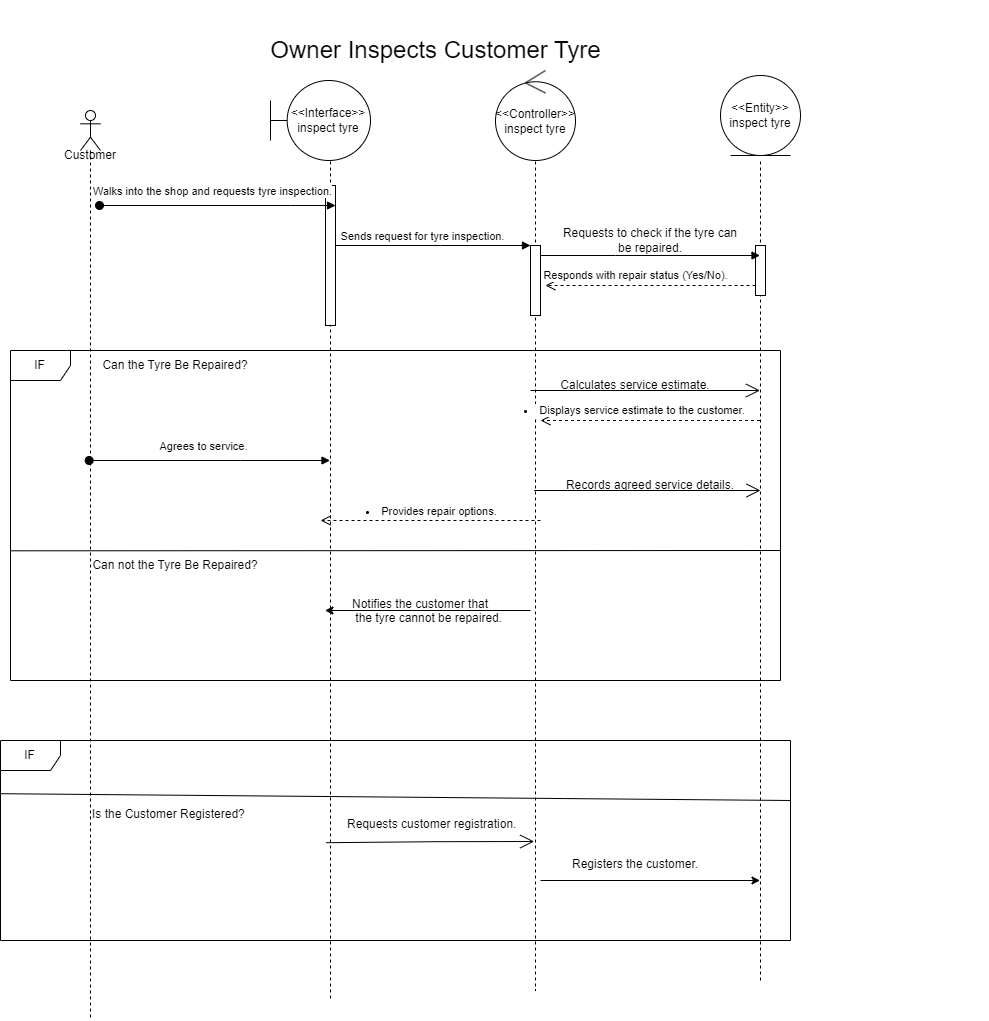 Owner Inspects Customer Tyre
<<Interface>>
inspect tyre
<<Controller>>
inspect tyre
<<Entity>>
inspect tyre
Customer
Walks into the shop and requests tyre inspection.
Sends request for tyre inspection.
Requests to check if the tyre can
be repaired.
Responds with repair status (Yes/No).
IF
Can the Tyre Be Repaired?
Calculates service estimate.
• Displays service estimate to the customer.
Agrees to service.
Records agreed service details.
• Provides repair options.
Can not the Tyre Be Repaired?
Notifies the customer that
the tyre cannot be repaired.
IF
Is the Customer Registered?
Requests customer registration.
Registers the customer.